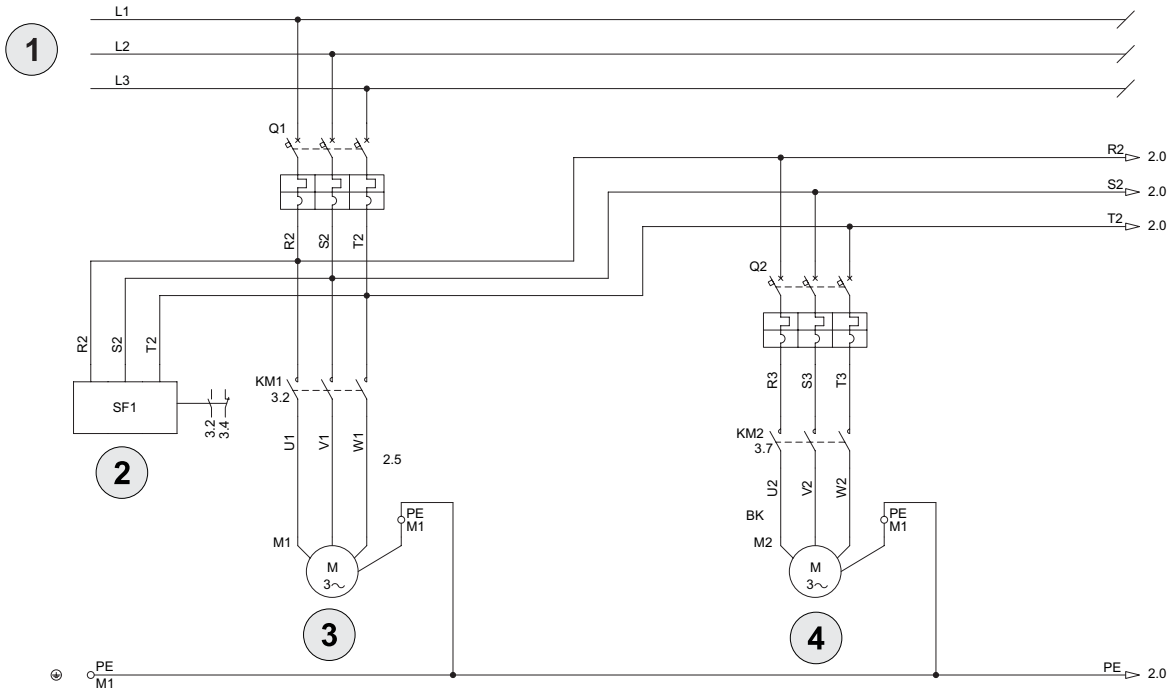 L1
1
L2
L3
Q1
R2 2.0
S2 2.0
T2 2.0
R2
S2
T2
Q2
R2
S2
T2
KM1
3.2
R3
S3
T3
SF1
3.2
3.4
U1
V1
W1
2.5
KM2
3.7
2
U2
V2
W2
PE
M1
BK
PE
M1
M1
M
3~
M2
M
3~
3
4
PE
M1
PE 2.0